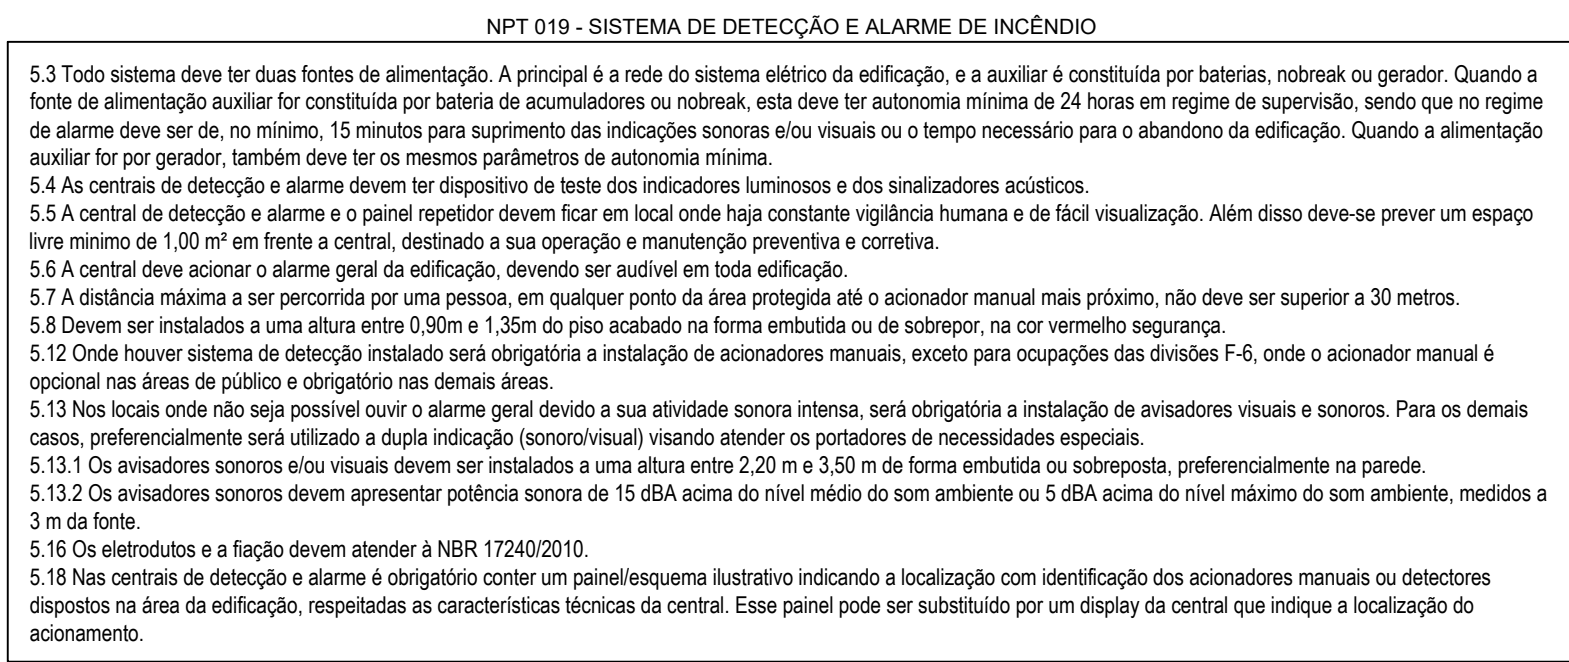 NPT 019 - SISTEMA DE DETECÇÃO E ALARME DE INCÊNDIO
5.3 Todo sistema deve ter duas fontes de alimentação. A principal é a rede do sistema elétrico da edificação, e a auxiliar é constituída por baterias, nobreak ou gerador. Quando a
fonte de alimentação auxiliar for constituída por bateria de acumuladores ou nobreak, esta deve ter autonomia mínima de 24 horas em regime de supervisão, sendo que no regime
de alarme deve ser de, no mínimo, 15 minutos para suprimento das indicações sonoras e/ou visuais ou o tempo necessário para o abandono da edificação. Quando a alimentação
auxiliar for por gerador, também deve ter os mesmos parâmetros de autonomia mínima.
5.4 As centrais de detecção e alarme devem ter dispositivo de teste dos indicadores luminosos e dos sinalizadores acústicos.
5.5 A central de detecção e alarme e o painel repetidor devem ficar em local onde haja constante vigilância humana e de fácil visualização. Além disso deve-se prever um espaço
livre minimo de 1,00 m² em frente a central, destinado a sua operação e manutenção preventiva e corretiva.
5.6 A central deve acionar o alarme geral da edificação, devendo ser audível em toda edificação.
5.7 A distância máxima a ser percorrida por uma pessoa, em qualquer ponto da área protegida até o acionador manual mais próximo, não deve ser superior a 30 metros.
5.8 Devem ser instalados a uma altura entre 0,90m e 1,35m do piso acabado na forma embutida ou de sobrepor, na cor vermelho segurança.
5.12 Onde houver sistema de detecção instalado será obrigatória a instalação de acionadores manuais, exceto para ocupações das divisões F-6, onde o acionador manual é
opcional nas áreas de público e obrigatório nas demais áreas.
5.13 Nos locais onde não seja possível ouvir o alarme geral devido a sua atividade sonora intensa, será obrigatória a instalação de avisadores visuais e sonoros. Para os demais
casos, preferencialmente será utilizado a dupla indicação (sonoro/visual) visando atender os portadores de necessidades especiais.
5.13.1 Os avisadores sonoros e/ou visuais devem ser instalados a uma altura entre 2,20 m e 3,50 m de forma embutida ou sobreposta, preferencialmente na parede.
5.13.2 Os avisadores sonoros devem apresentar potência sonora de 15 dBA acima do nível médio do som ambiente ou 5 dBA acima do nível máximo do som ambiente, medidos a
3 m da fonte.
5.16 Os eletrodutos e a fiação devem atender à NBR 17240/2010.
5.18 Nas centrais de detecção e alarme é obrigatório conter um painel/esquema ilustrativo indicando a localização com identificação dos acionadores manuais ou detectores
dispostos na área da edificação, respeitadas as características técnicas da central. Esse painel pode ser substituído por um display da central que indique a localização do
acionamento.